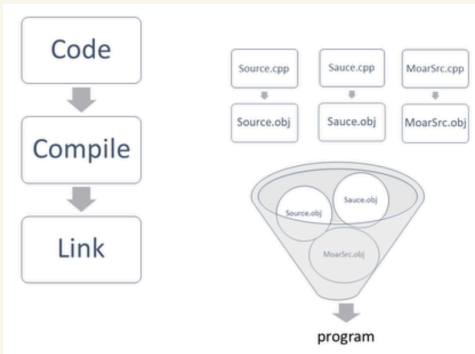 Code
Compile
Link
Source.cpp
Sauce.cpp
MoarSrc.cpp
Source.obj
Sauce.obj
MoarSrc.obj
Sauce.obj
Source.obj
MoarSrc.obj
program